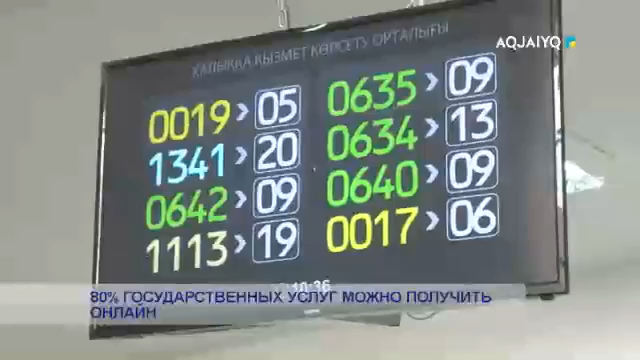 AQJAIYQ
ХАЛЫҚҚА ҚЫЗМЕТ КӨРСЕТУ ОРТАЛЫҒЫ
0019 > 05
1341 > 20
0642 > 09
1113 > 19
0635 > 09
0634 > 13
0640 > 09
0017 > 06
10:36
80% ГОСУДАРСТВЕННЫХ УСЛУГ МОЖНО ПОЛУЧИТЬ
ОНЛАЙН